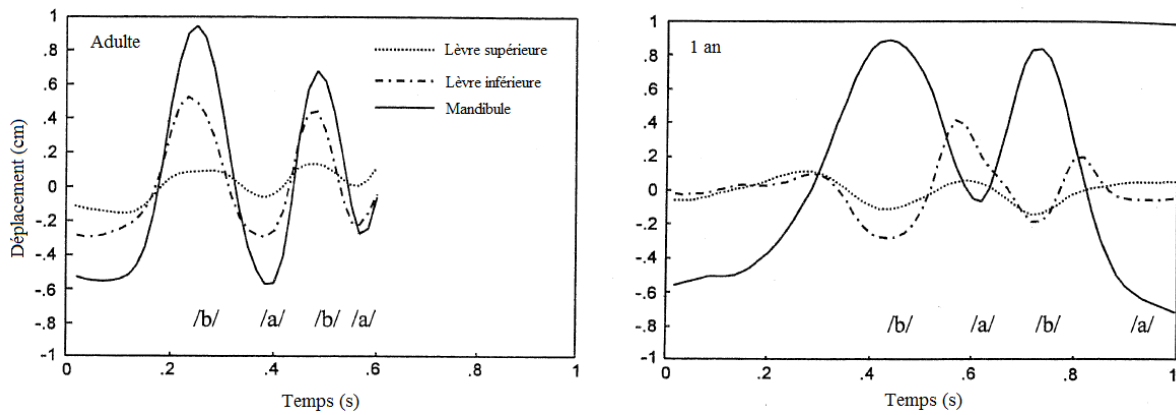 Adulte
Lèvre supérieure
Lèvre inférieure
Mandibule
Déplacement (cm)
1
.8
.6
.4
.2
0
-.2
-.4
-.6
-.8
-1
/b/ /a/ /b/ /a/
0 .2 .4 .6 .8 1
Temps (s)
1 an
1
.8
.6
.4
.2
0
-.2
-.4
-.6
-.8
-1
/b/ /a/ /b/ /a/
0 .2 .4 .6 .8 1
Temps (s)